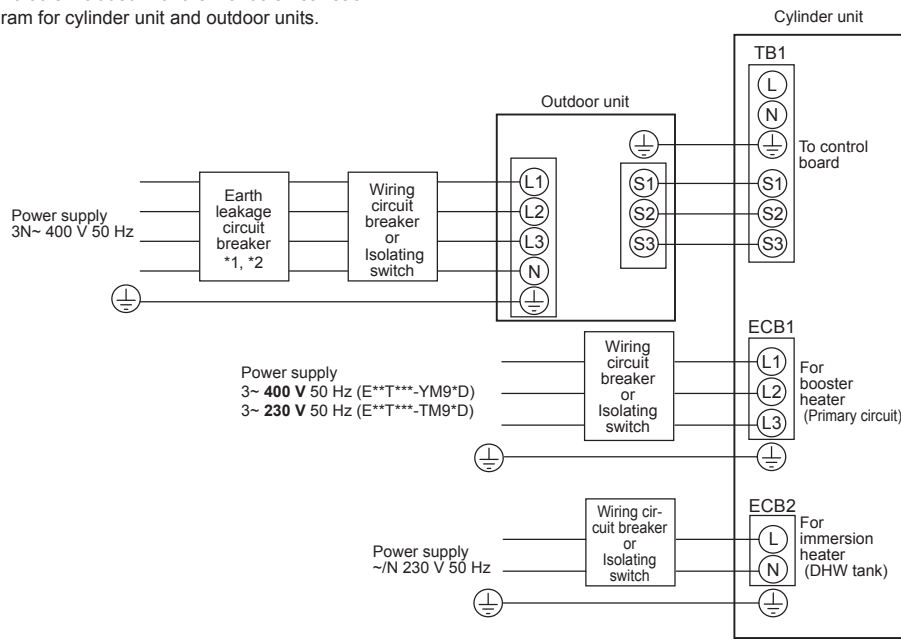 ram for cylinder unit and outdoor units.
Cylinder unit
TB1
L
N
To control
board
S1
S2
S3
Outdoor unit
L1
L2
L3
N
S1
S2
S3
Power supply
3N~ 400 V 50 Hz
Earth
leakage
circuit
breaker
*1, *2
Wiring
circuit
breaker
or
Isolating
switch
ECB1
L1
L2
L3
For
booster
heater
(Primary circuit)
Power supply
3~ 400 V 50 Hz (E**T***-YM9*D)
3~ 230 V 50 Hz (E**T***-TM9*D)
Wiring
circuit
breaker
or
Isolating
switch
ECB2
L
N
For
immersion
heater
(DHW tank)
Power supply
~/N 230 V 50 Hz
Wiring cir-
cuit breaker
or
Isolating
switch